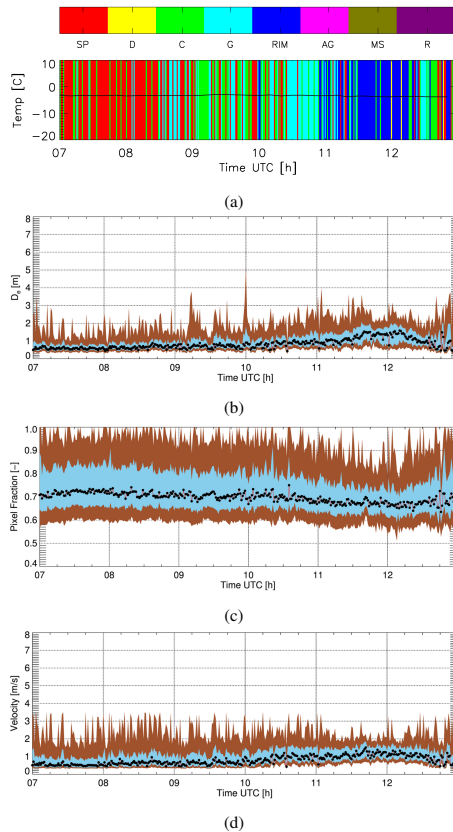 SP D C G RIM AG MS R
10
0
−10
−20
Temp [C]
07 08 09 10 11 12
Time UTC [h]
(a)
8
7
6
5
4
3
2
1
0
Dₑ [m]
07 08 09 10 11 12
Time UTC [h]
(b)
1.0
0.9
0.8
0.7
0.6
0.5
0.4
Pixel Fraction [–]
07 08 09 10 11 12
Time UTC [h]
(c)
8
7
6
5
4
3
2
1
0
Velocity [m/s]
07 08 09 10 11 12
Time UTC [h]
(d)